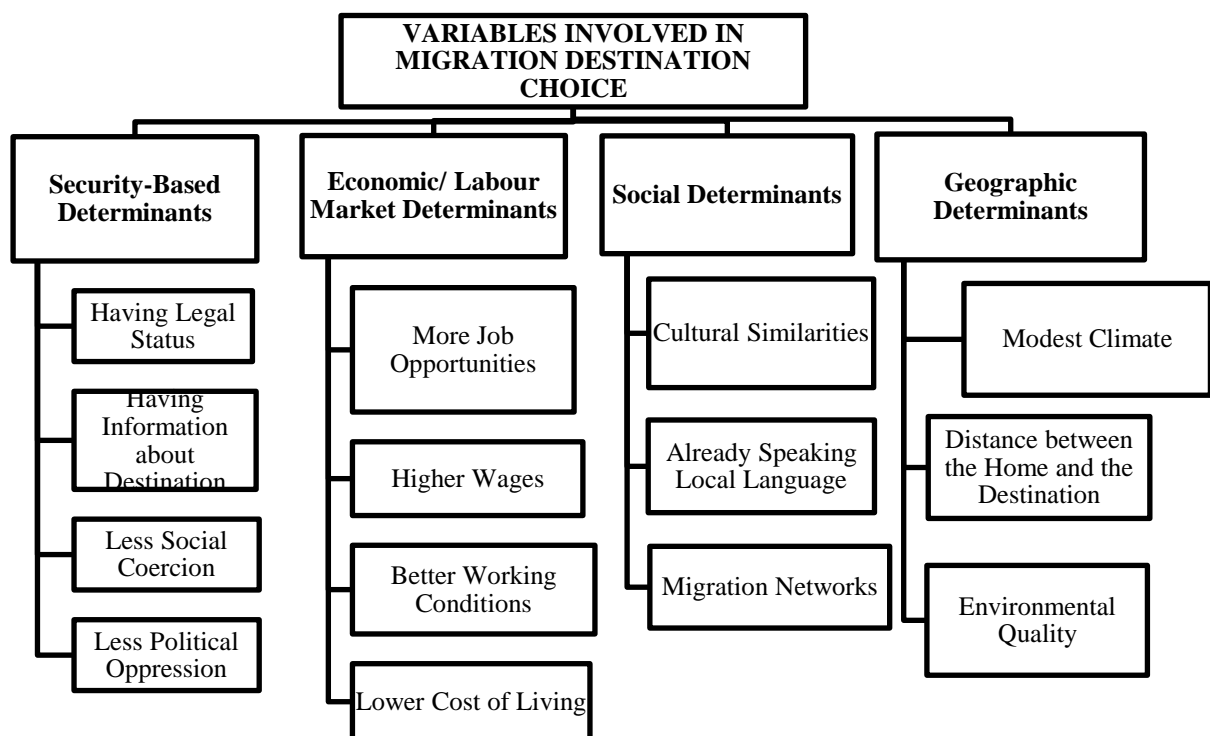 VARIABLES INVOLVED IN
MIGRATION DESTINATION
CHOICE
Security-Based
Determinants
Having Legal
Status
Having
Information
about
Destination
Less Social
Coercion
Less Political
Oppression
Economic/ Labour
Market Determinants
More Job
Opportunities
Higher Wages
Better Working
Conditions
Lower Cost of Living
Social Determinants
Cultural Similarities
Already Speaking
Local Language
Migration Networks
Geographic
Determinants
Modest Climate
Distance between
the Home and the
Destination
Environmental
Quality